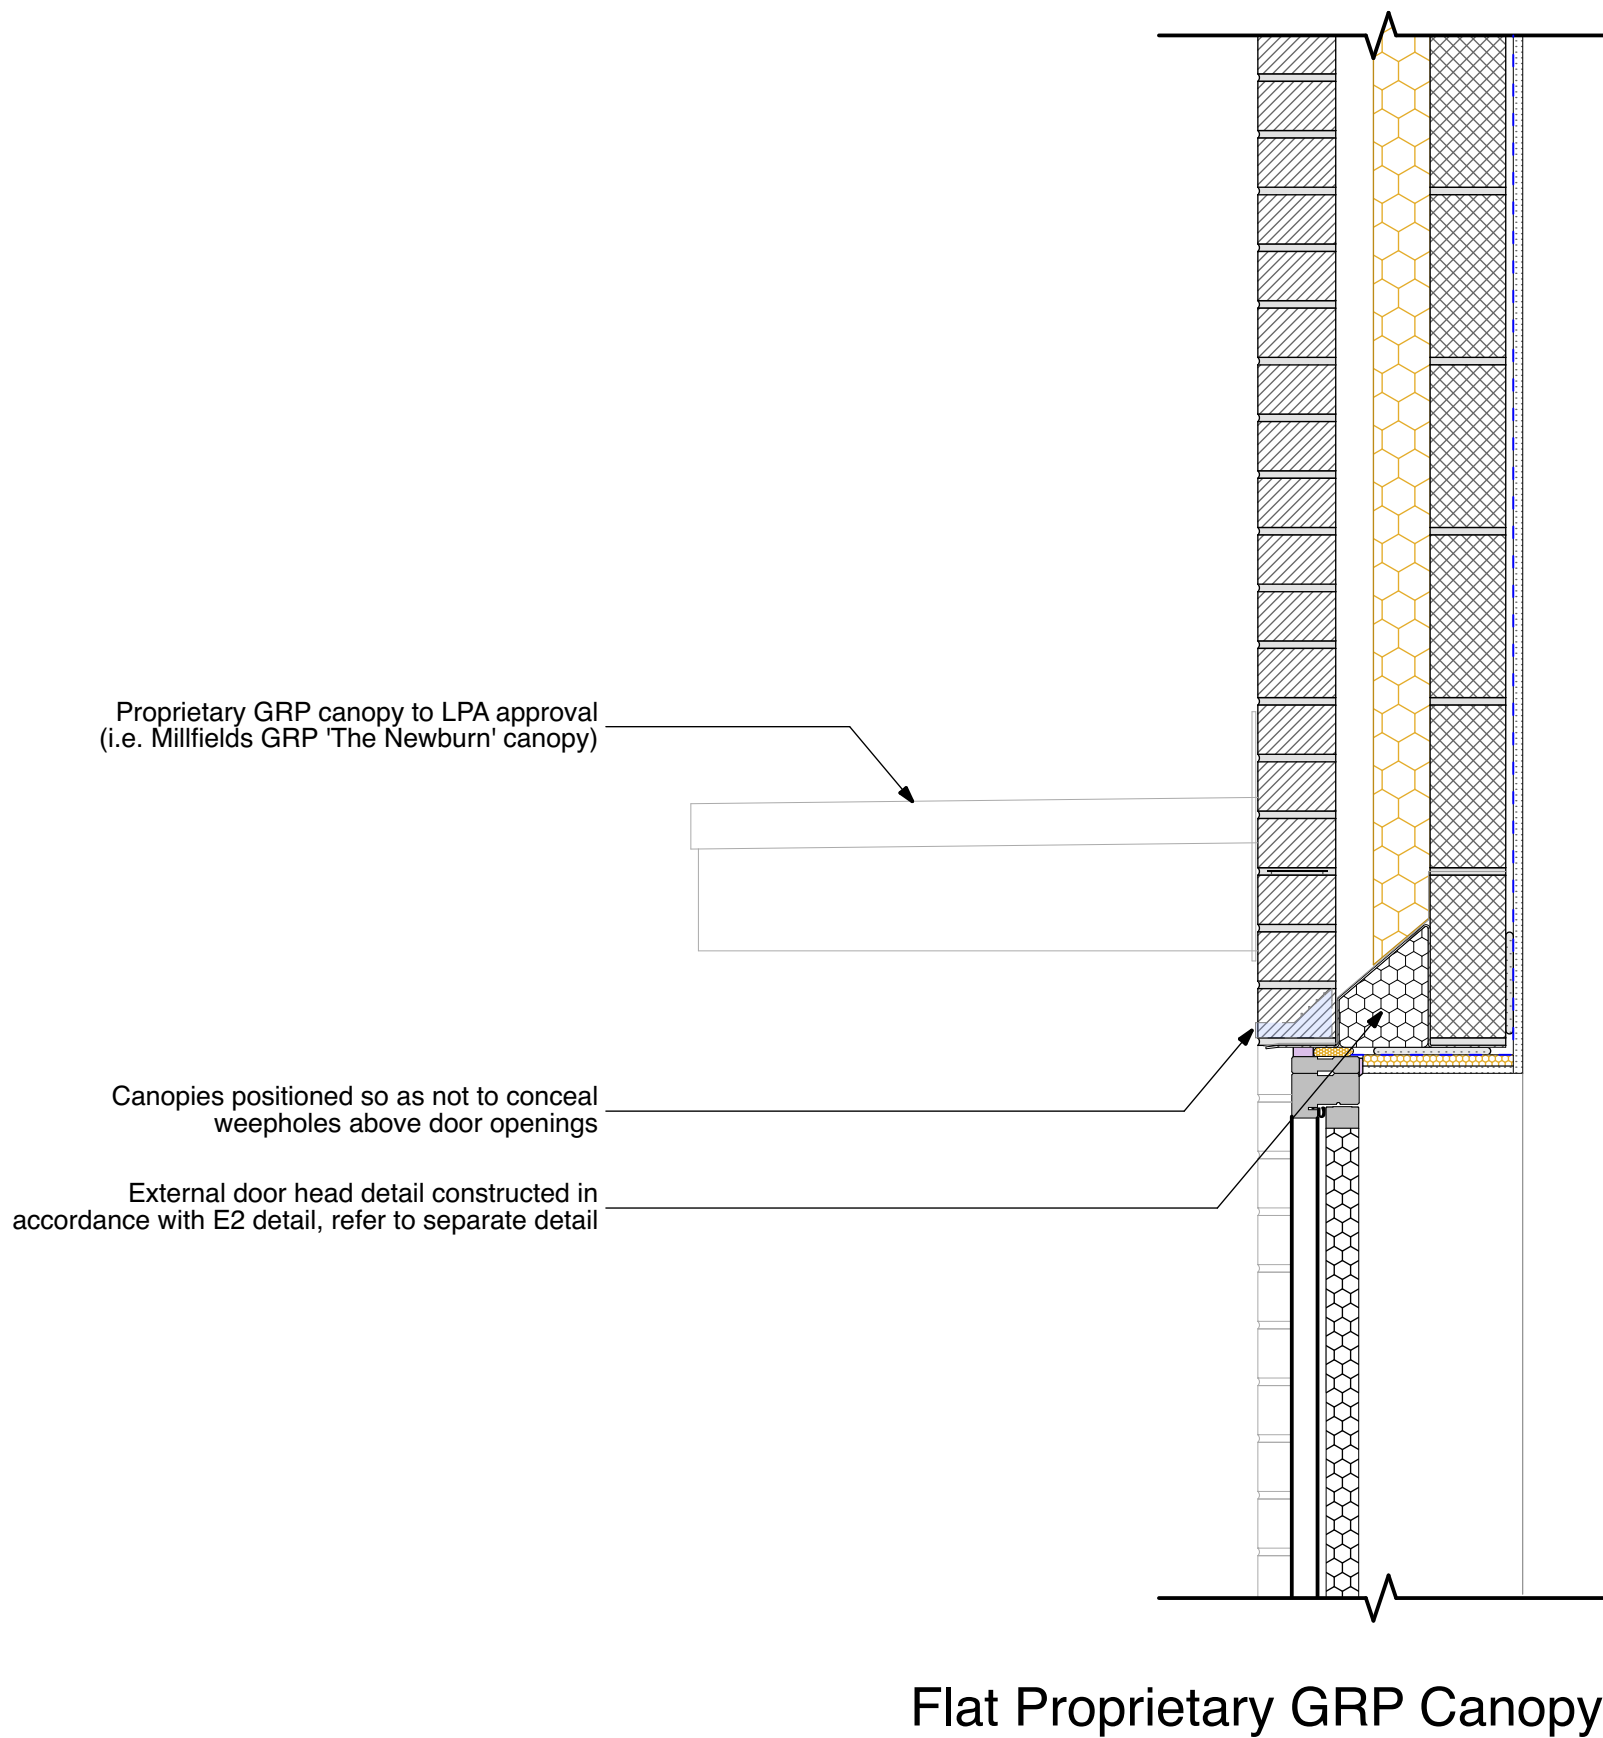 Proprietary GRP canopy to LPA approval
(i.e. Millfields GRP 'The Newburn' canopy)
Canopies positioned so as not to conceal
weepholes above door openings
External door head detail constructed in
accordance with E2 detail, refer to separate detail
Flat Proprietary GRP Canopy